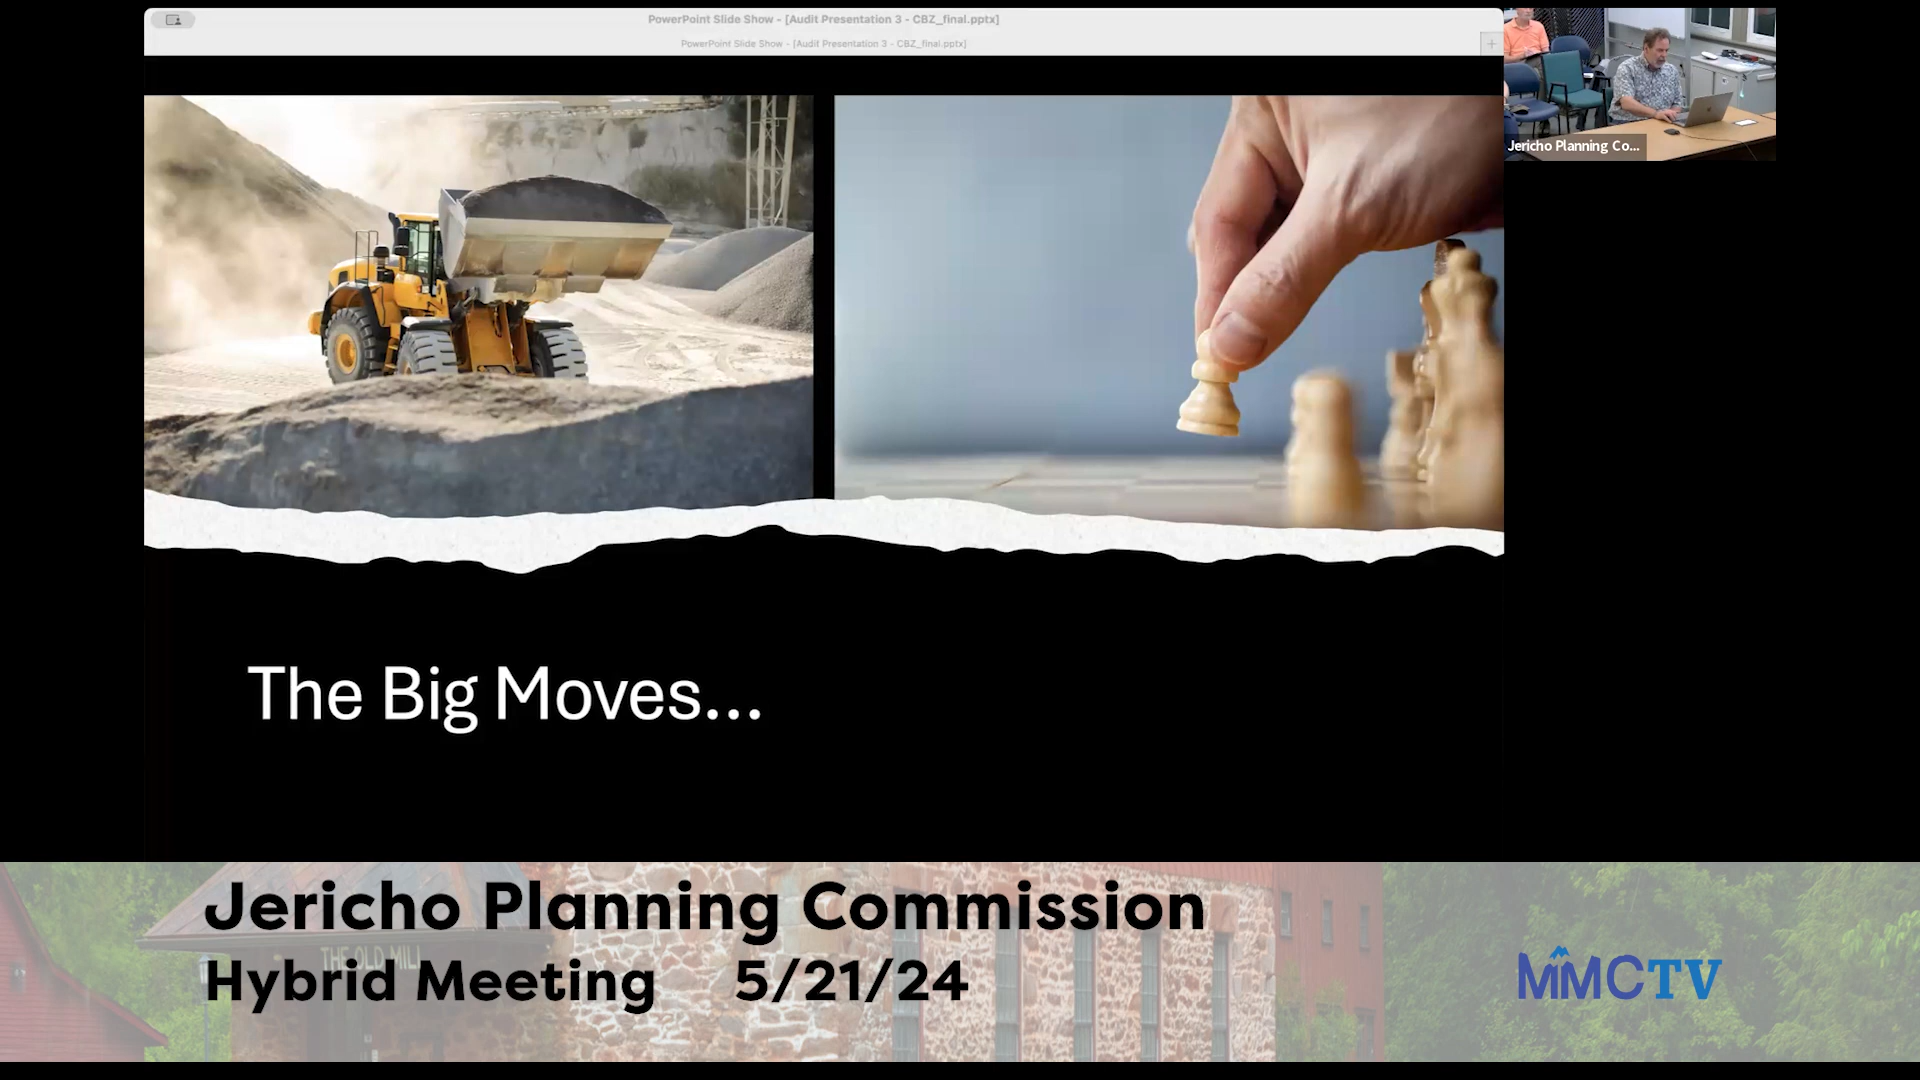 PowerPoint Slide Show - [Audit Presentation 3 - CBZ_final.pptx]
PowerPoint Slide Show - [Audit Presentation 3 - CBZ_final.pptx]
Jericho Planning Co...
The Big Moves...
Jericho Planning Commission
THE OLD MILL
Hybrid Meeting 5/21/24
MMCTV